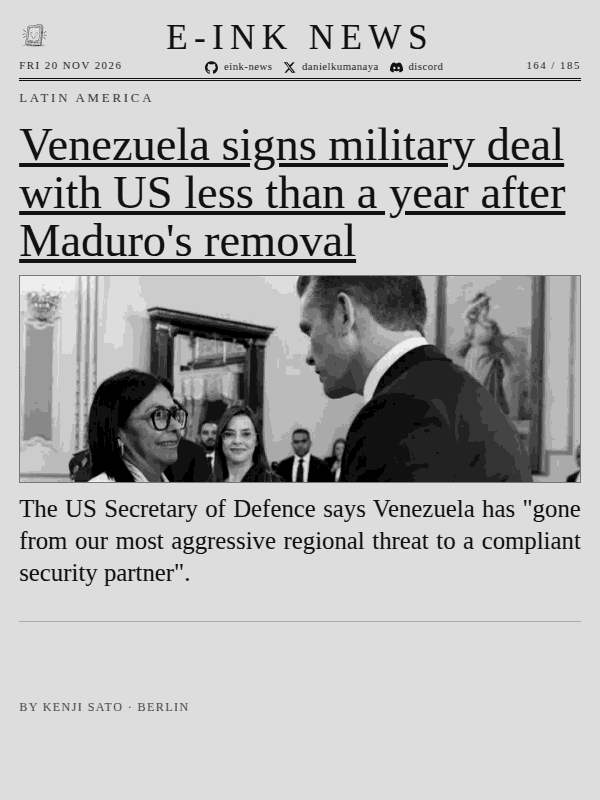 E-INK NEWS
FRI 20 NOV 2026
eink-news danielkumanaya discord
164 / 185
LATIN AMERICA
Venezuela signs military deal
with US less than a year after
Maduro's removal
The US Secretary of Defence says Venezuela has "gone
from our most aggressive regional threat to a compliant
security partner".
BY KENJI SATO · BERLIN